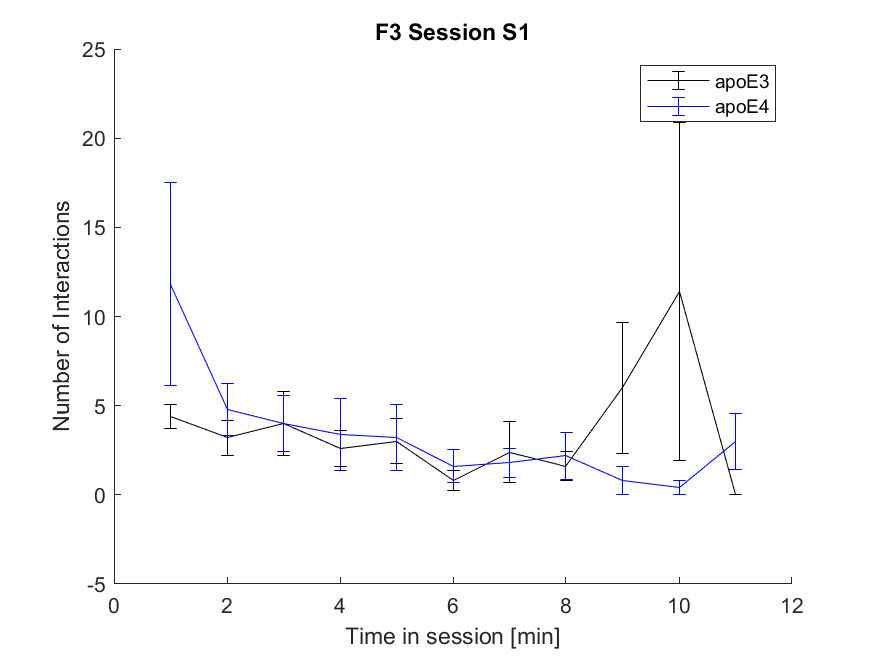 F3 Session S1
25
20
15
10
5
0
-5
Number of Interactions
apoE3
apoE4
0 2 4 6 8 10 12
Time in session [min]